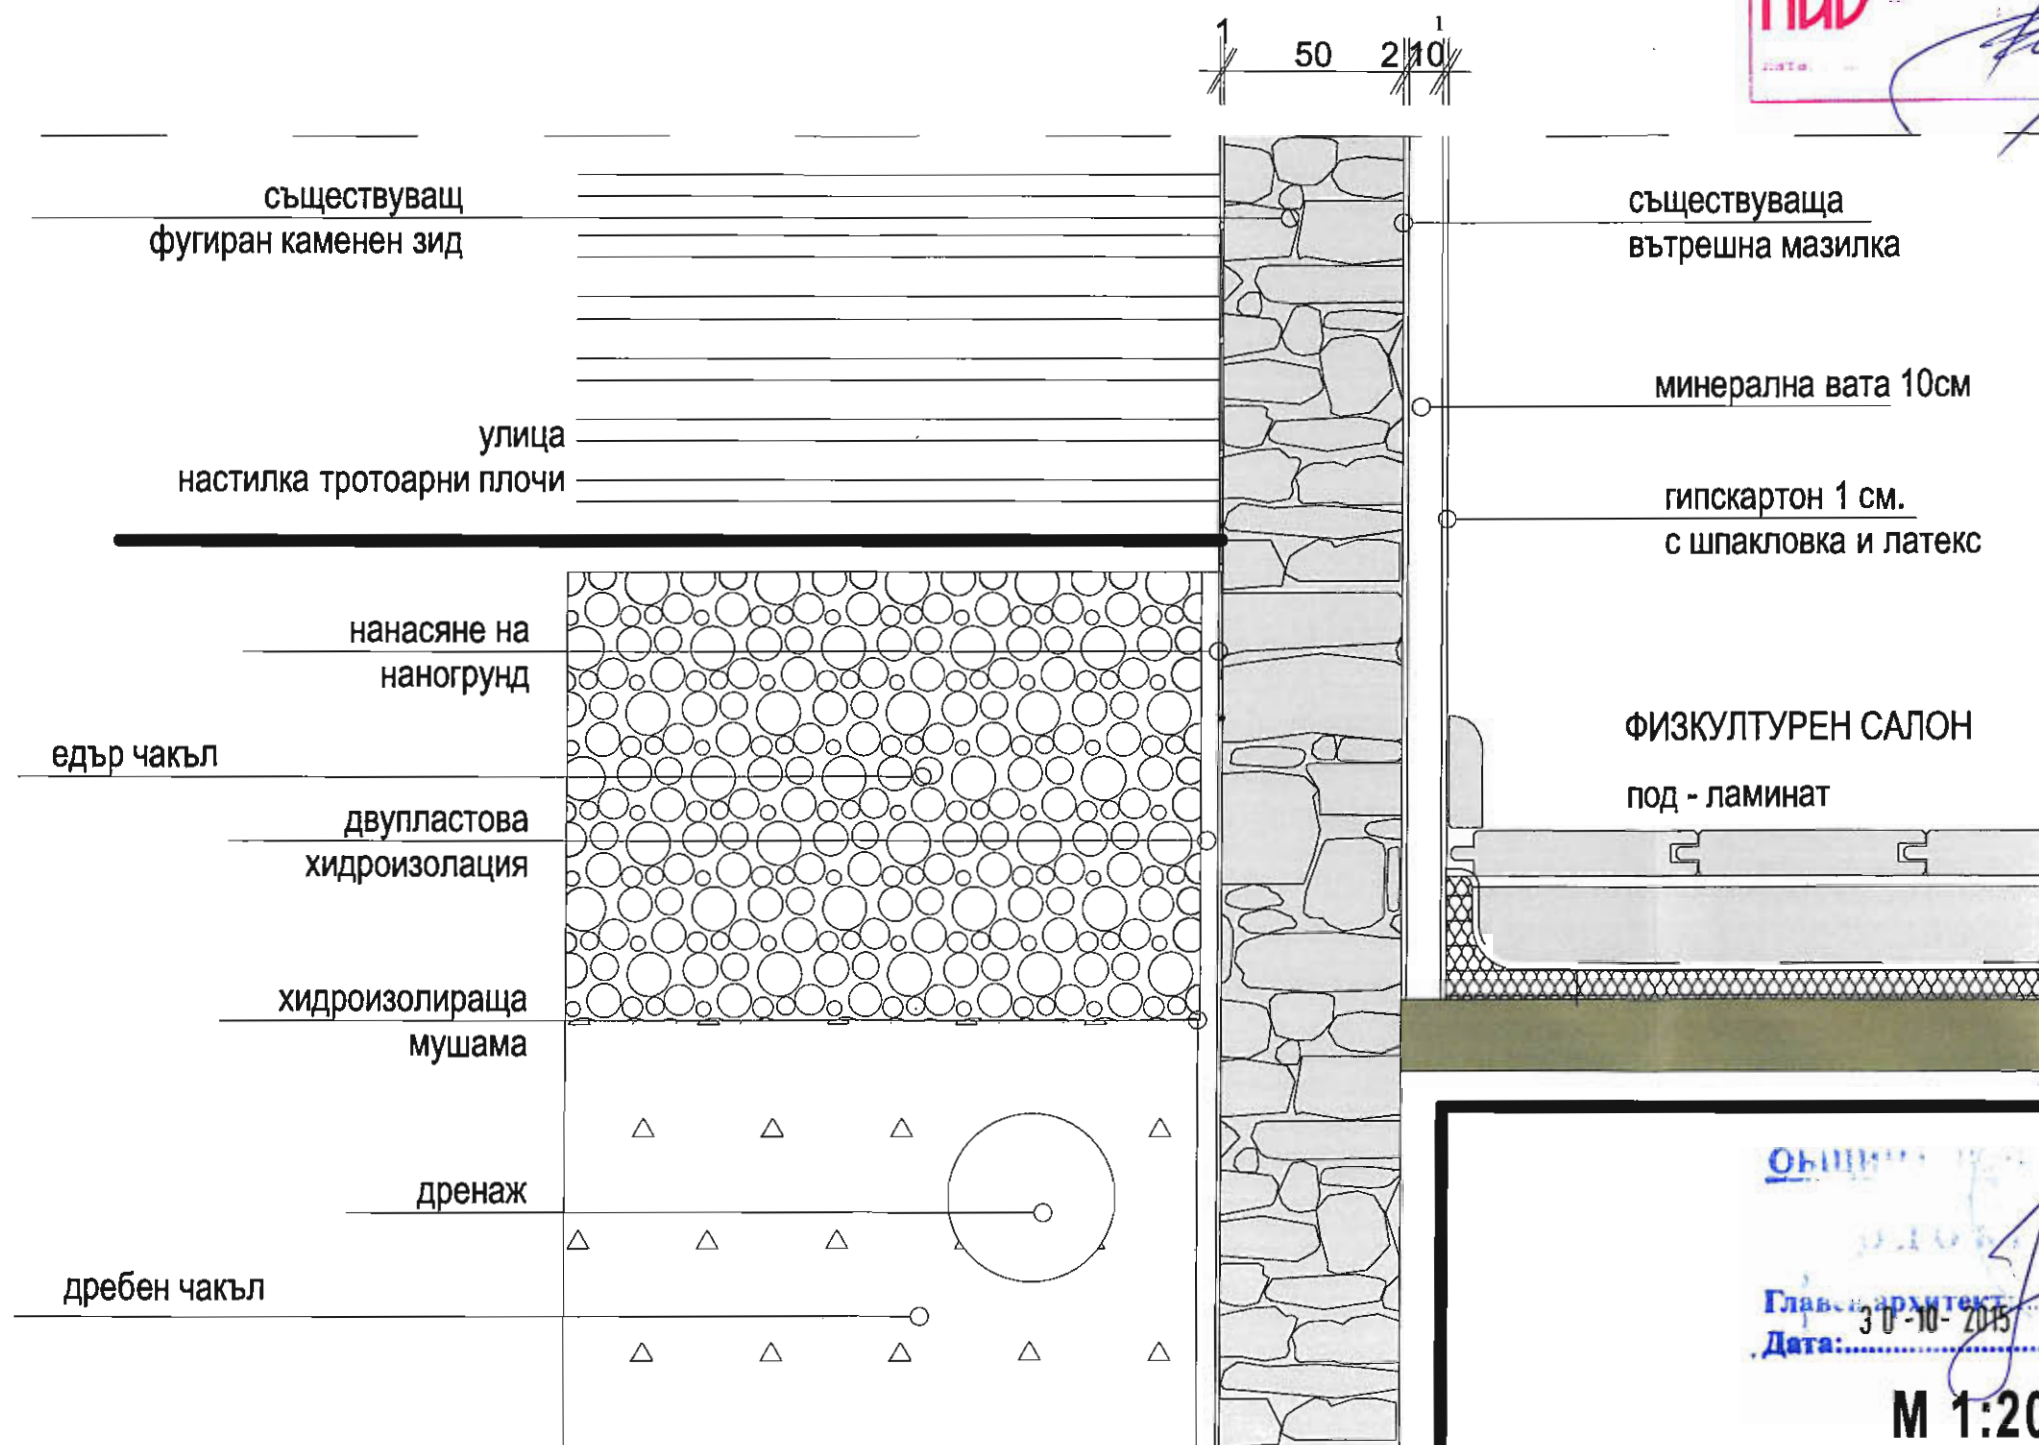 1
50
2
10
1
съществуващ
фугиран каменен зид
съществуваща
вътрешна мазилка
минерална вата 10см
улица
настилка тротоарни плочи
гипскартон 1 см.
с шпакловка и латекс
нанасяне на
наногрунд
ФИЗКУЛТУРЕН САЛОН
под - ламинат
едър чакъл
двупластова
хидроизолация
хидроизолираща
мушама
дренаж
дребен чакъл
Главен архитект:
Дата: 30-10-2015
М 1:20